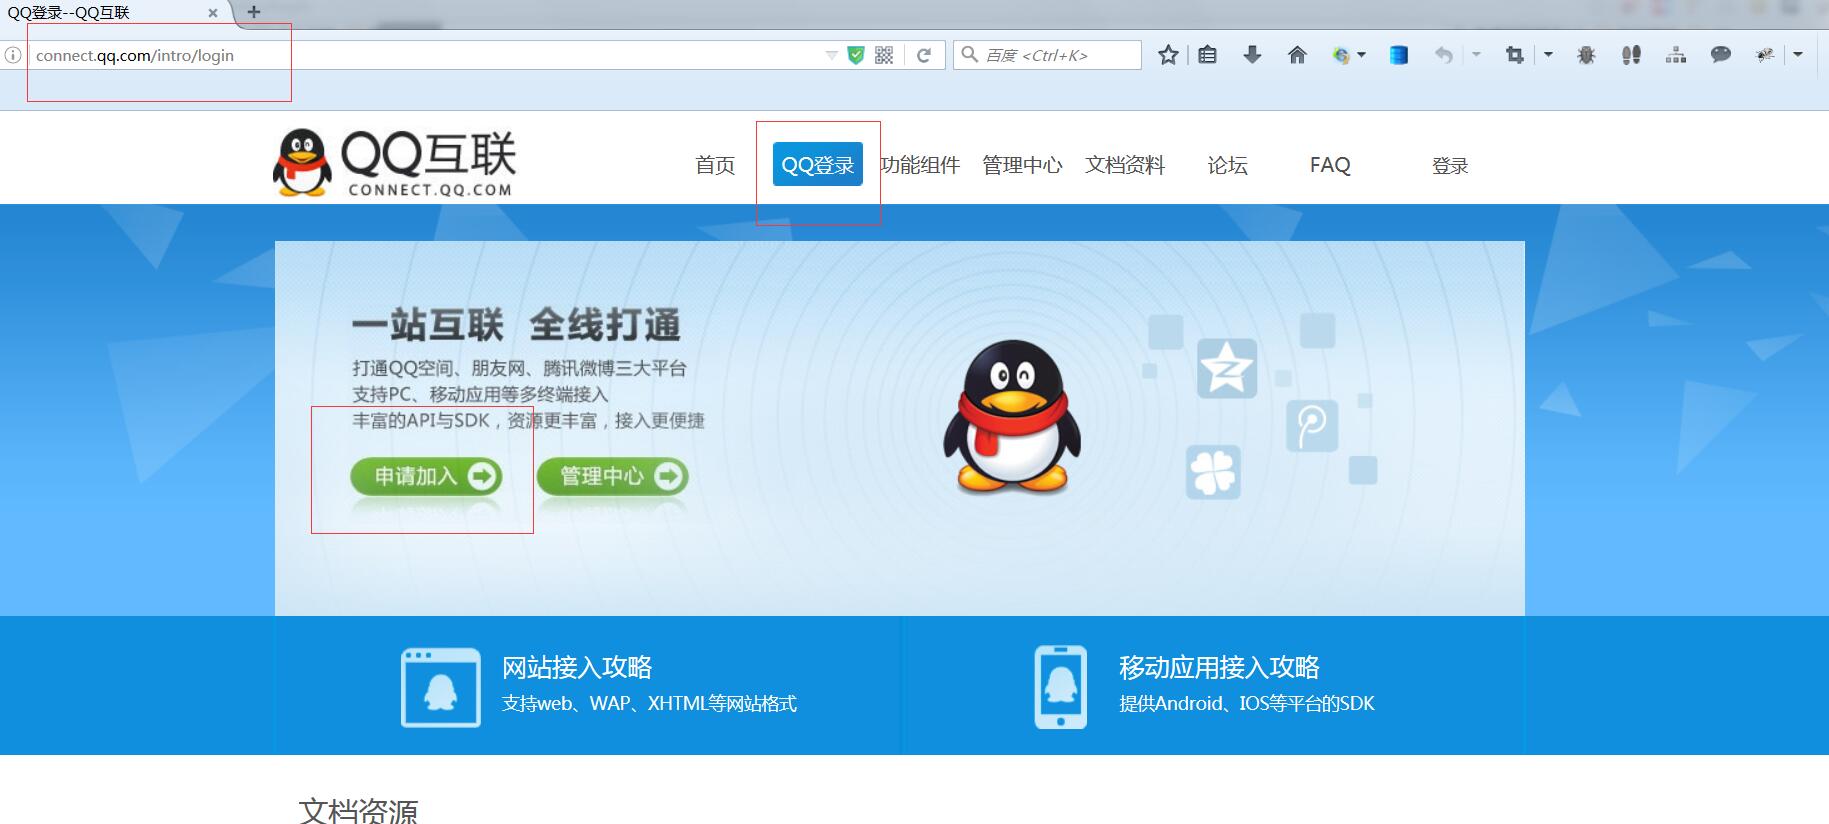 QQ登录--QQ互联
connect.qq.com/intro/login
百度 <Ctrl+K>
QQ互联
CONNECT.QQ.COM
首页
QQ登录
功能组件
管理中心
文档资料
论坛
FAQ
登录
一站互联 全线打通
打通QQ空间、朋友网、腾讯微博三大平台
支持PC、移动应用等多终端接入
丰富的API与SDK，资源更丰富，接入更便捷
申请加入
管理中心
网站接入攻略
支持web、WAP、XHTML等网站格式
移动应用接入攻略
提供Android、IOS等平台的SDK
文档资源